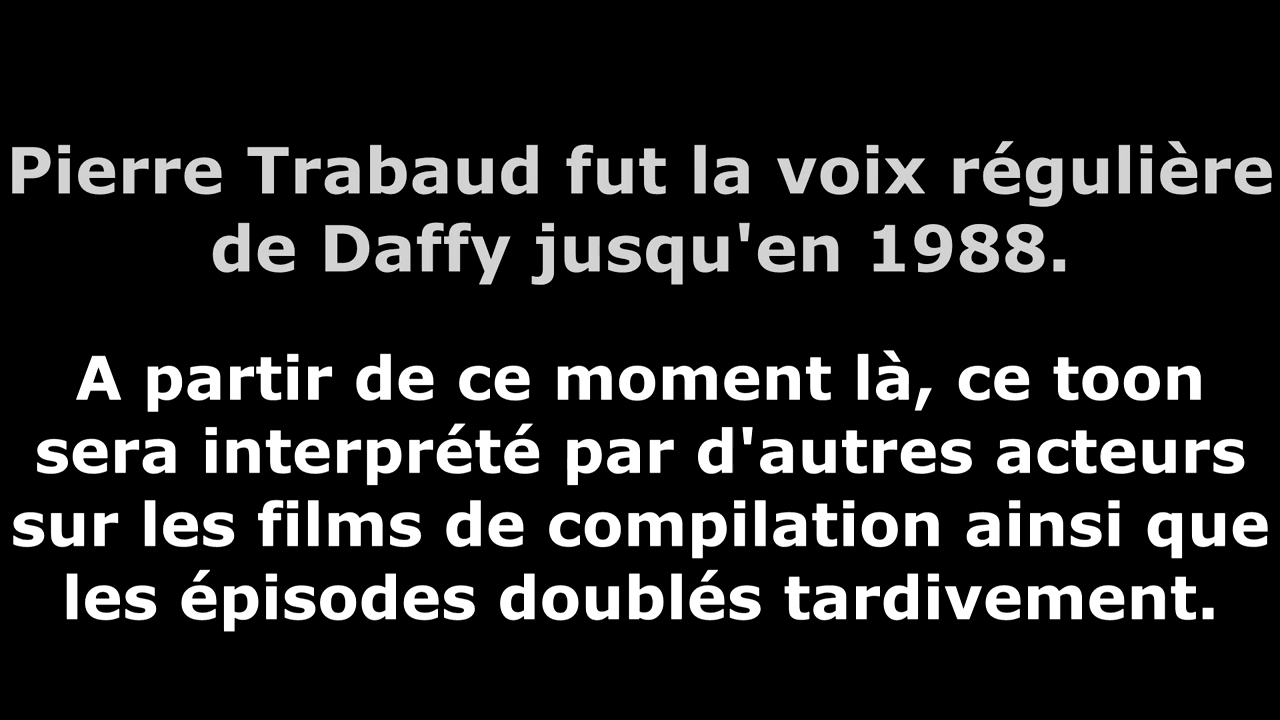 Pierre Trabaud fut la voix régulière
de Daffy jusqu'en 1988.
A partir de ce moment là, ce toon
sera interprété par d'autres acteurs
sur les films de compilation ainsi que
les épisodes doublés tardivement.